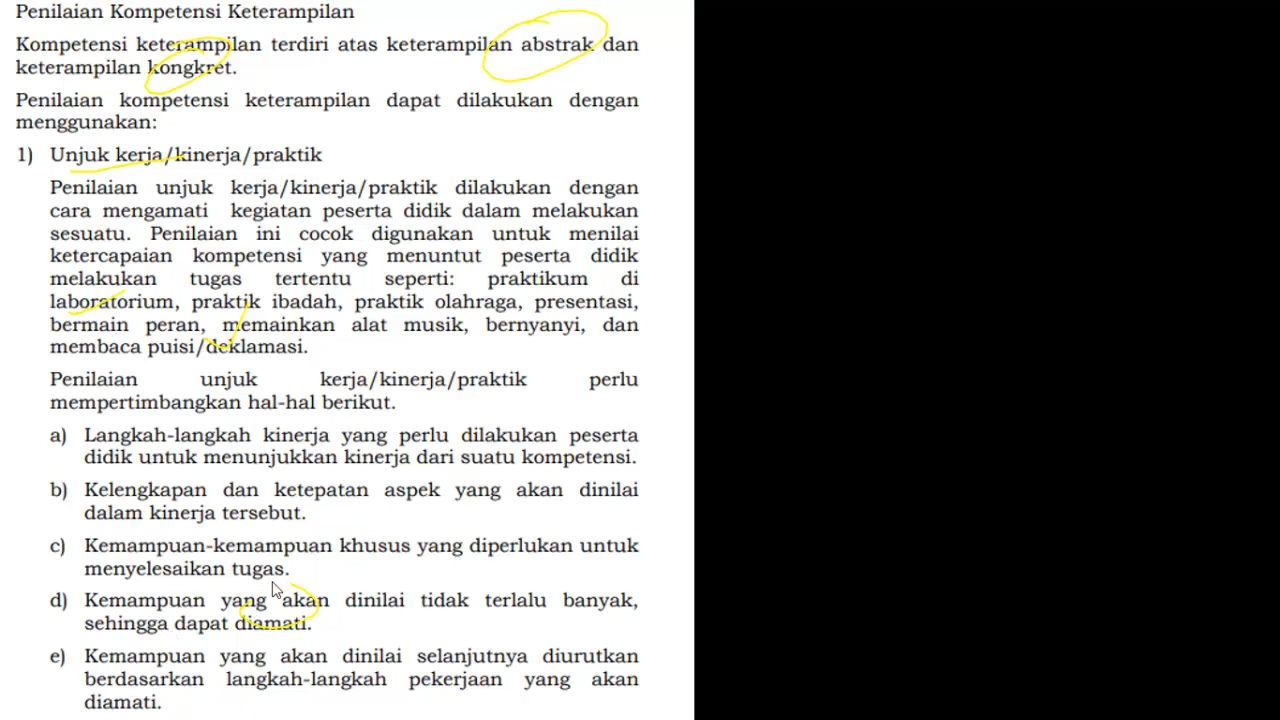 Penilaian Kompetensi Keterampilan
Kompetensi keterampilan terdiri atas keterampilan abstrak dan
keterampilan kongkret.
Penilaian kompetensi keterampilan dapat dilakukan dengan
menggunakan:
1) Unjuk kerja/kinerja/praktik
Penilaian unjuk kerja/kinerja/praktik dilakukan dengan
cara mengamati kegiatan peserta didik dalam melakukan
sesuatu. Penilaian ini cocok digunakan untuk menilai
ketercapaian kompetensi yang menuntut peserta didik
melakukan tugas tertentu seperti: praktikum di
laboratorium, praktik ibadah, praktik olahraga, presentasi,
bermain peran, memainkan alat musik, bernyanyi, dan
membaca puisi/deklamasi.
Penilaian unjuk kerja/kinerja/praktik perlu
mempertimbangkan hal-hal berikut.
a) Langkah-langkah kinerja yang perlu dilakukan peserta
didik untuk menunjukkan kinerja dari suatu kompetensi.
b) Kelengkapan dan ketepatan aspek yang akan dinilai
dalam kinerja tersebut.
c) Kemampuan-kemampuan khusus yang diperlukan untuk
menyelesaikan tugas.
d) Kemampuan yang akan dinilai tidak terlalu banyak,
sehingga dapat diamati.
e) Kemampuan yang akan dinilai selanjutnya diurutkan
berdasarkan langkah-langkah pekerjaan yang akan
diamati.